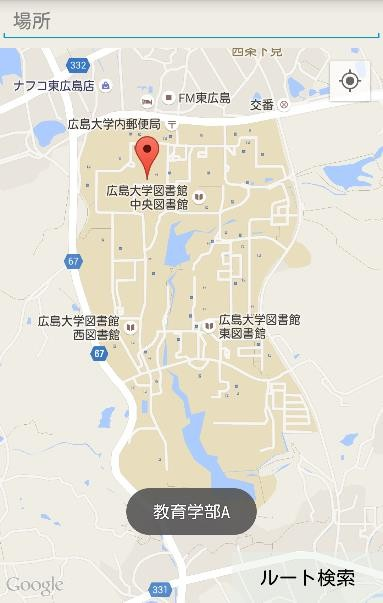 場所
西条下見
332
ナフコ東広島店
FM東広島
交番
広島大学内郵便局
広島大学図書館
中央図書館
67
広島大学図書館
西図書館
広島大学図書館
東図書館
67
教育学部A
Google
331
ルート検索